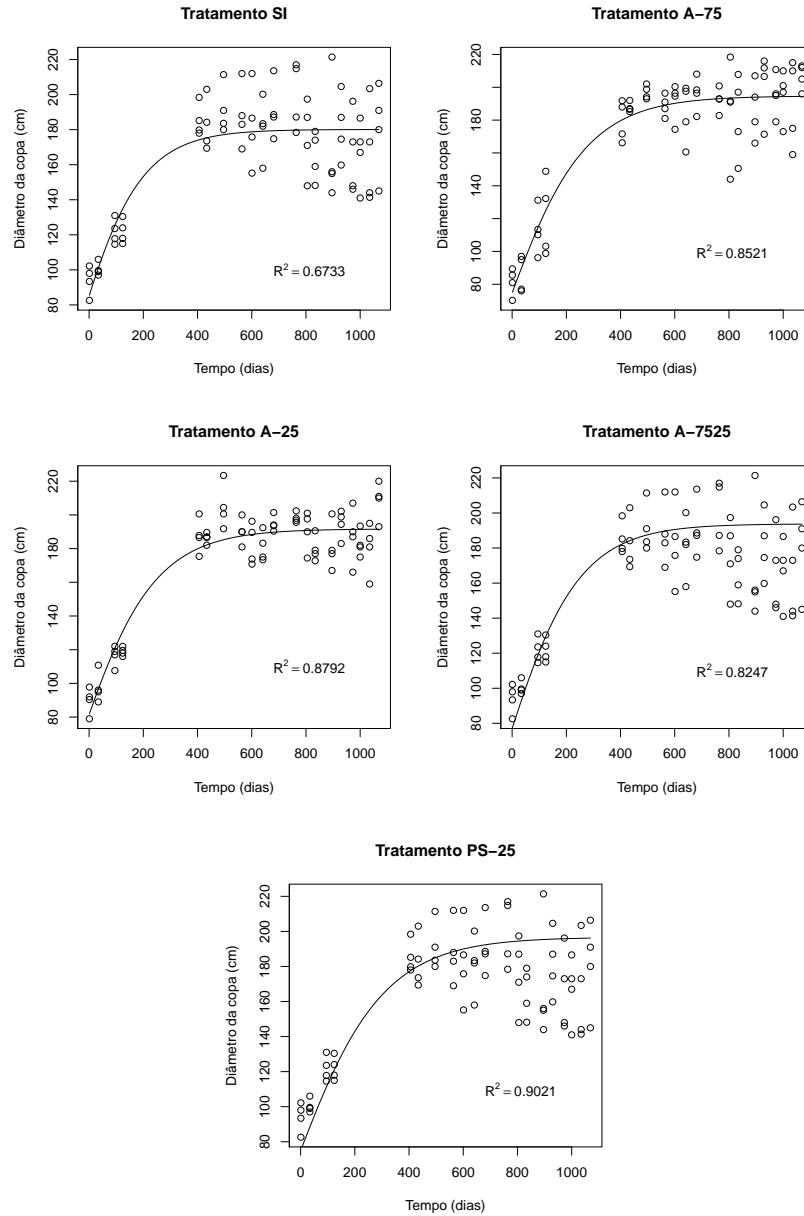 Tratamento SI
Diâmetro da copa (cm)
220
200
180
160
140
120
100
80
R² = 0.6733
0 200 400 600 800 1000
Tempo (dias)
Tratamento A−75
Diâmetro da copa (cm)
220
200
180
160
140
120
100
80
R² = 0.8521
0 200 400 600 800 1000
Tempo (dias)
Tratamento A−25
Diâmetro da copa (cm)
220
180
160
140
120
100
80
R² = 0.8792
0 200 400 600 800 1000
Tempo (dias)
Tratamento A−7525
Diâmetro da copa (cm)
220
200
180
160
140
120
100
80
R² = 0.8247
0 200 400 600 800 1000
Tempo (dias)
Tratamento PS−25
Diâmetro da copa (cm)
220
200
180
160
140
120
100
80
R² = 0.9021
0 200 400 600 800 1000
Tempo (dias)